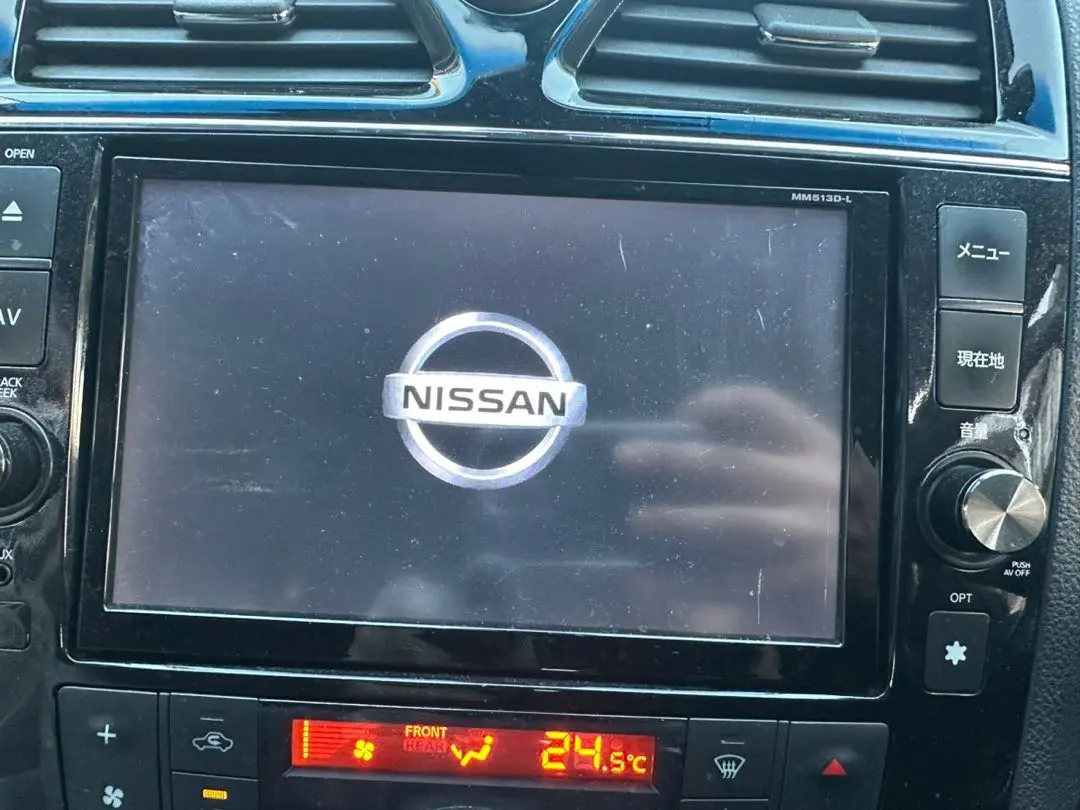 OPEN
MM513D-L
メニュー
AV
NISSAN
現在地
音量
PUSH
AV OFF
OPT
FRONT
REAR
24.5℃